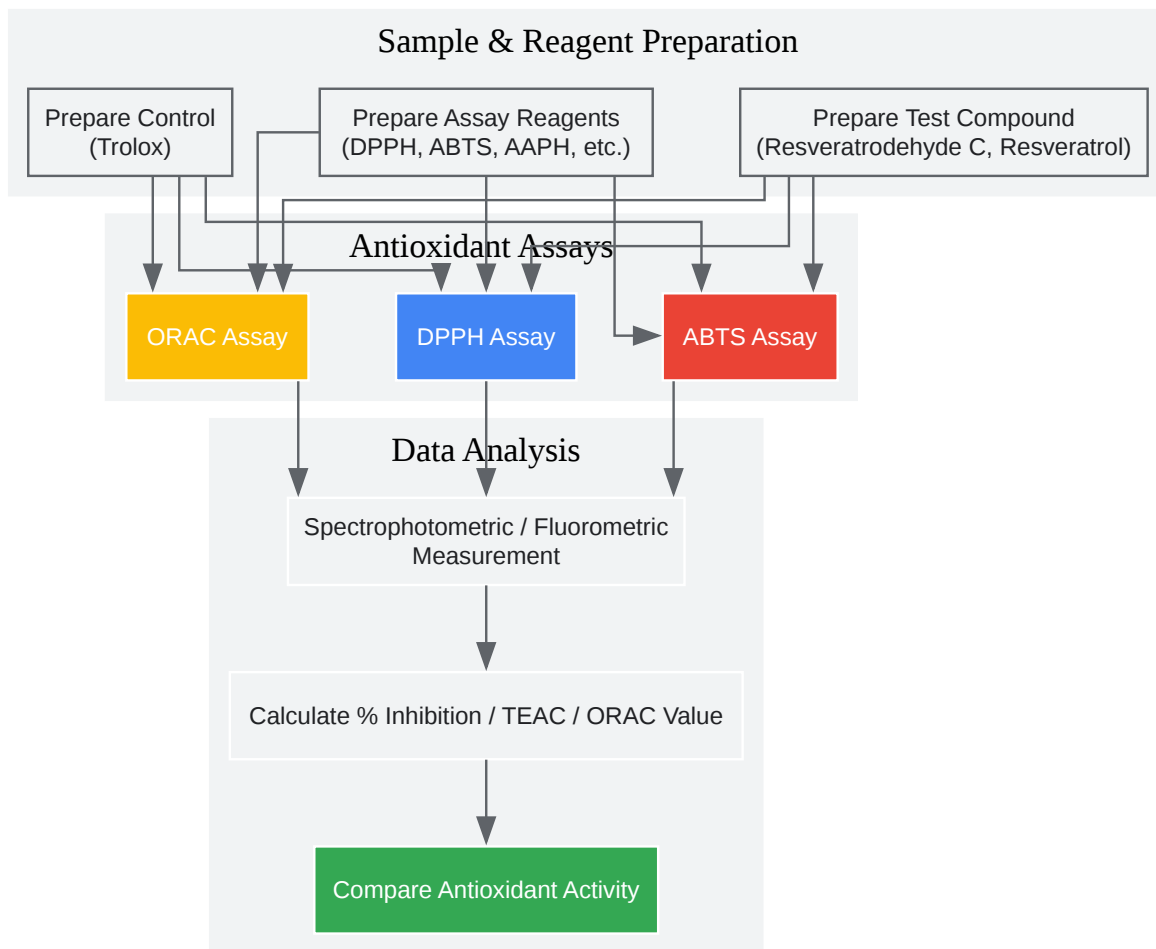 Sample & Reagent Preparation
Prepare Control
(Trolox)
Prepare Assay Reagents
(DPPH, ABTS, AAPH, etc.)
Prepare Test Compound
(Resveratrodehyde C, Resveratrol)
Antioxidant Assays
ORAC Assay
DPPH Assay
ABTS Assay
Data Analysis
Spectrophotometric / Fluorometric
Measurement
Calculate % Inhibition / TEAC / ORAC Value
Compare Antioxidant Activity